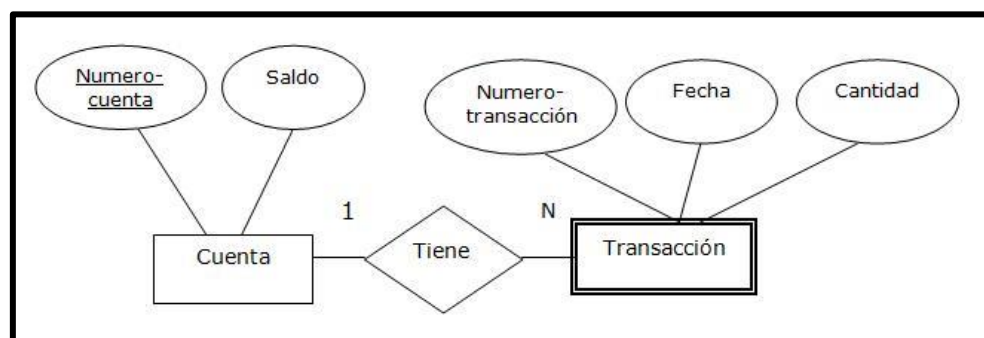 Numero-
cuenta
Saldo
Numero-
transacción
Fecha
Cantidad
1
N
Cuenta
Tiene
Transacción